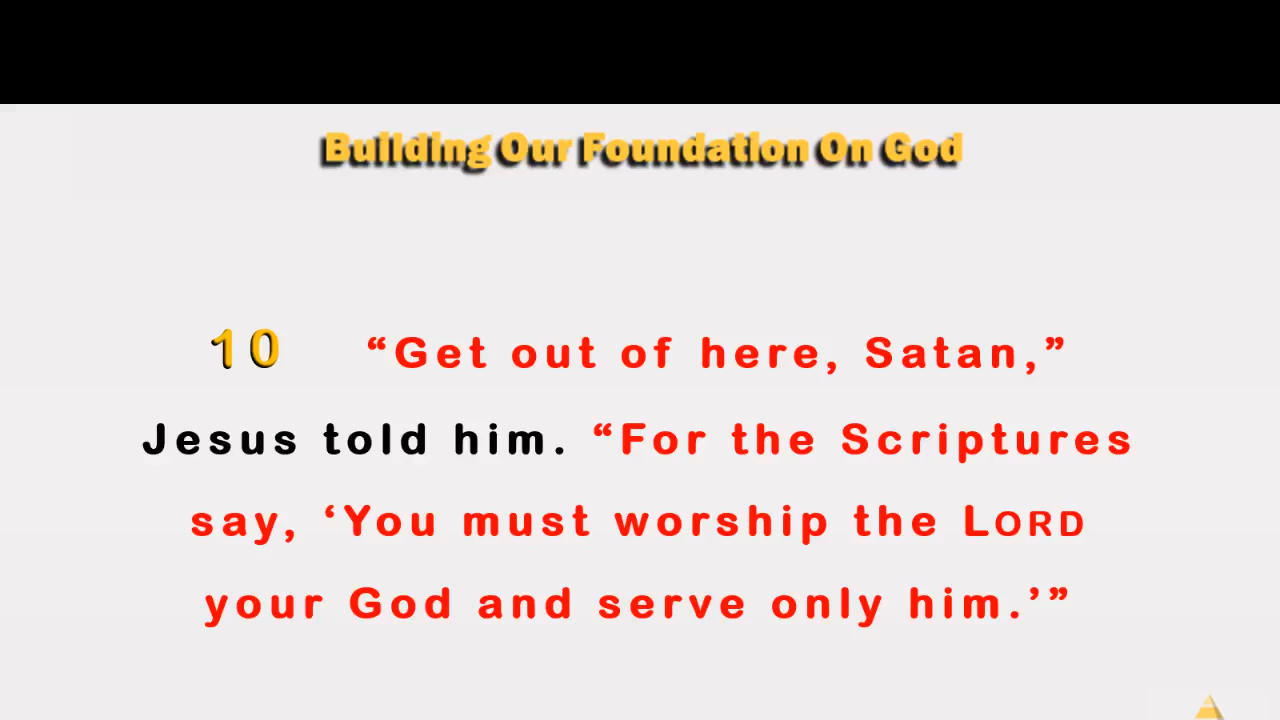 Building Our Foundation On God
10 “Get out of here, Satan,”
Jesus told him. “For the Scriptures
say, ‘You must worship the LORD
your God and serve only him.’”